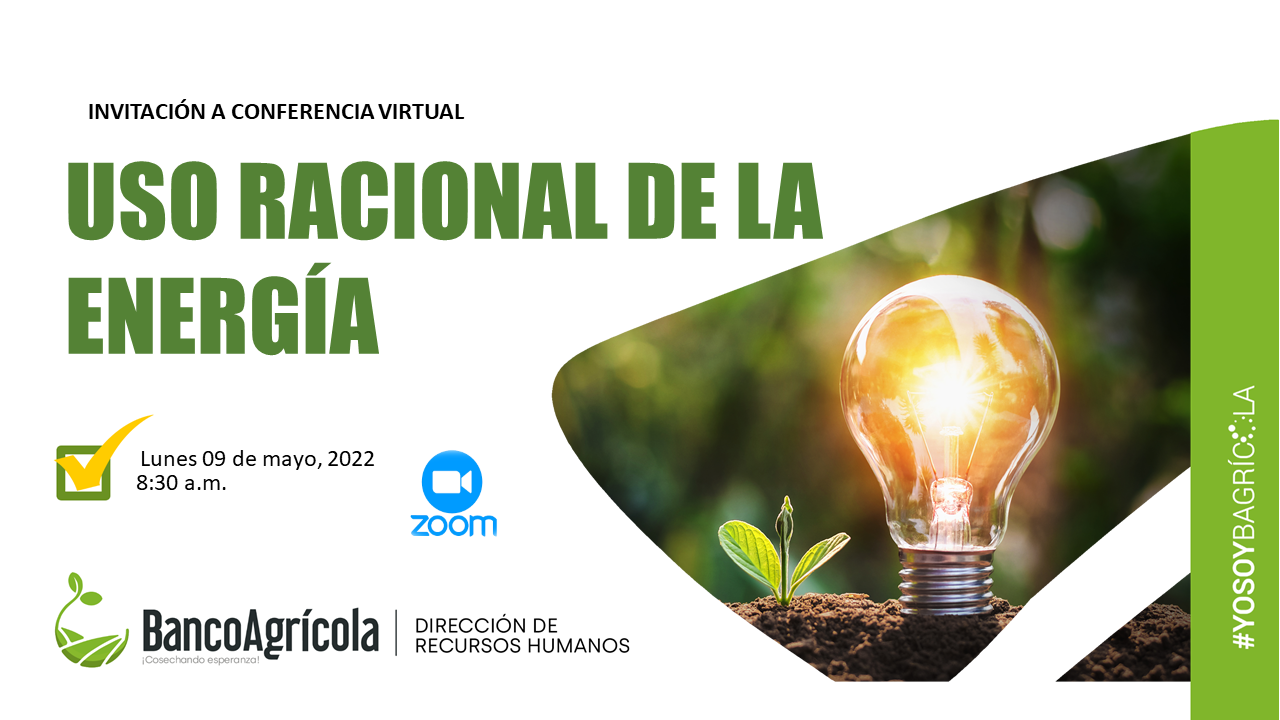 INVITACIÓN A CONFERENCIA VIRTUAL
USO RACIONAL DE LA
ENERGÍA
Lunes 09 de mayo, 2022
8:30 a.m.
zoom
BancoAgrícola
¡Cosechando esperanza!
DIRECCIÓN DE
RECURSOS HUMANOS
#YOSOYBAGRÍCOLA